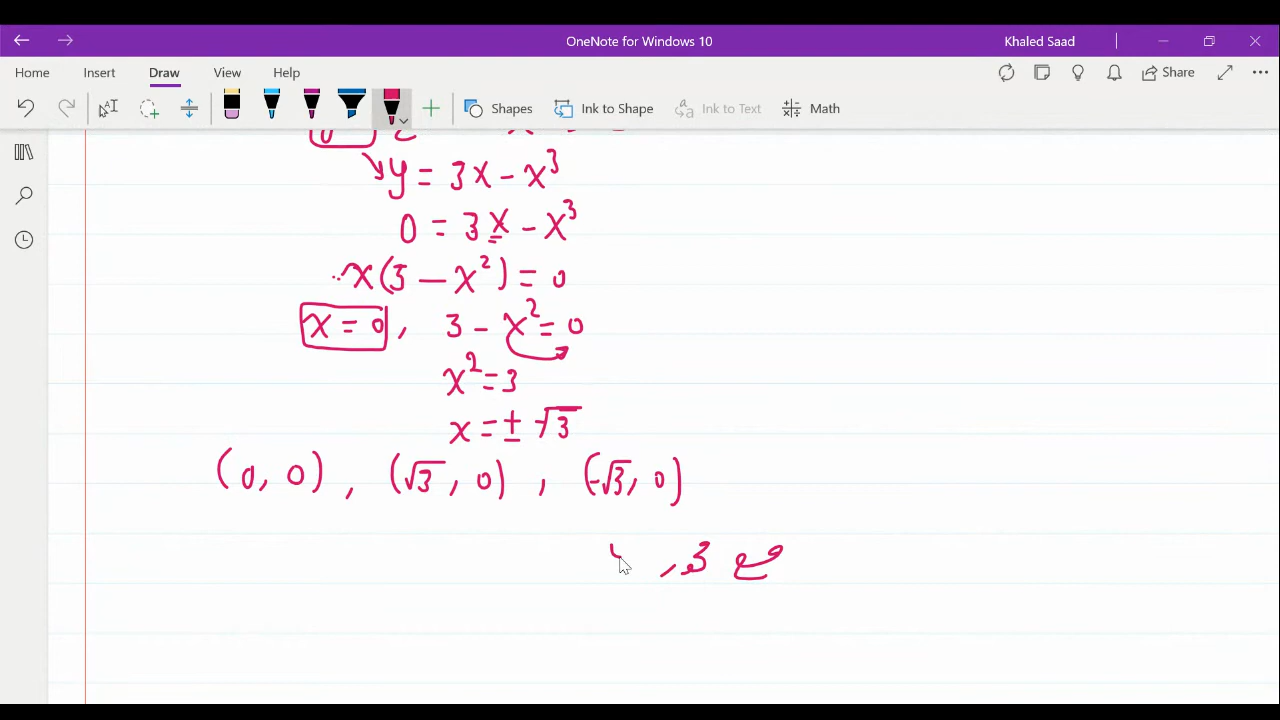 OneNote for Windows 10
Khaled Saad
Home Insert Draw View Help Share
Shapes Ink to Shape Ink to Text Math
y = 3x - x³
0 = 3x - x³
x(3 - x²) = 0
x = 0, 3 - x² = 0
x² = 3
x = ± √3
(0, 0), (√3, 0), (-√3, 0)
مع